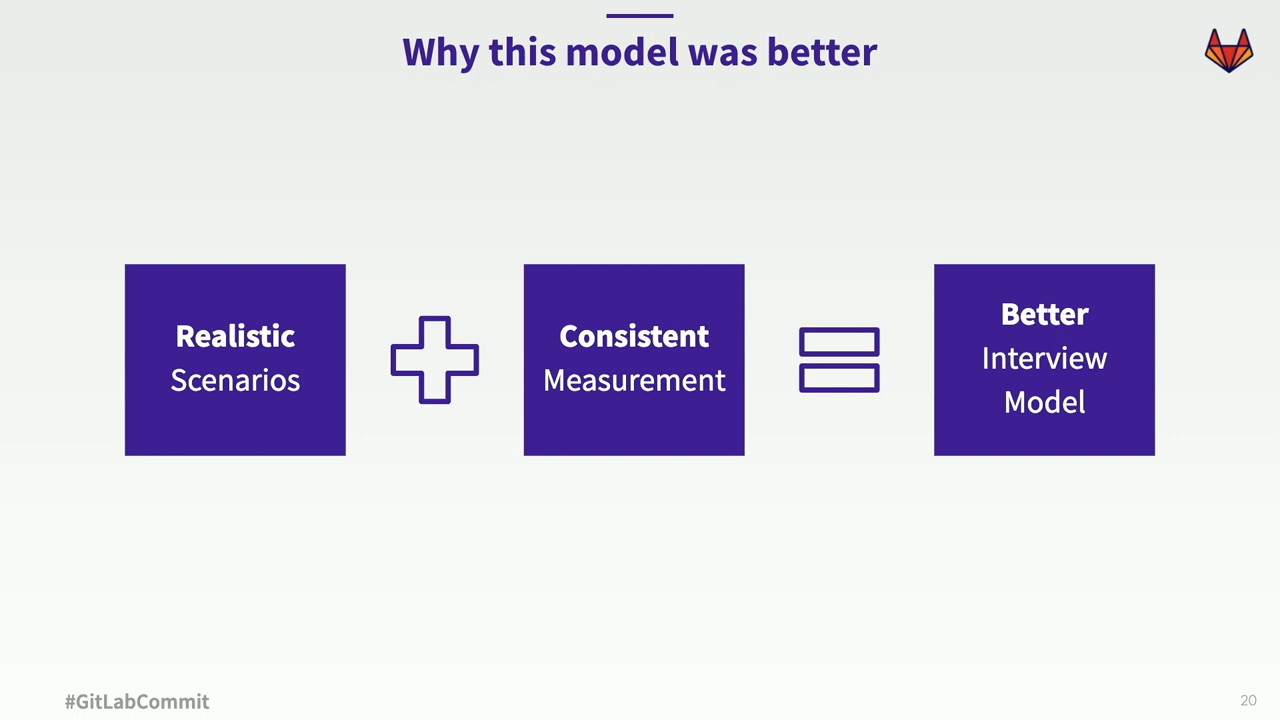 Why this model was better
Realistic
Scenarios
Consistent
Measurement
Better
Interview
Model
#GitLabCommit
20